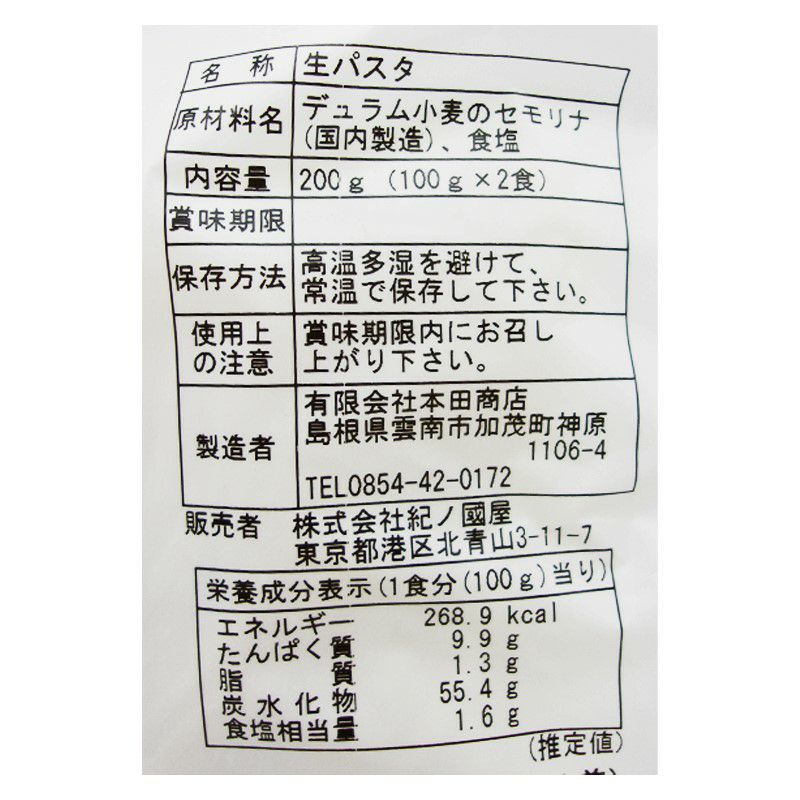 名称 生パスタ
原材料名 デュラム小麦のセモリナ
(国内製造)、食塩
内容量 200g (100g×2食)
賞味期限
保存方法 高温多湿を避けて、
常温で保存して下さい。
使用上 賞味期限内にお召し
の注意 上がり下さい。
製造者 有限会社本田商店
島根県雲南市加茂町神原
1106-4
TEL0854-42-0172
販売者 株式会社紀ノ國屋
東京都港区北青山3-11-7
栄養成分表示(1食分(100g)当り)
エネルギー 268.9 kcal
たんぱく質 9.9 g
脂質 1.3 g
炭水化物 55.4 g
食塩相当量 1.6 g
(推定値)